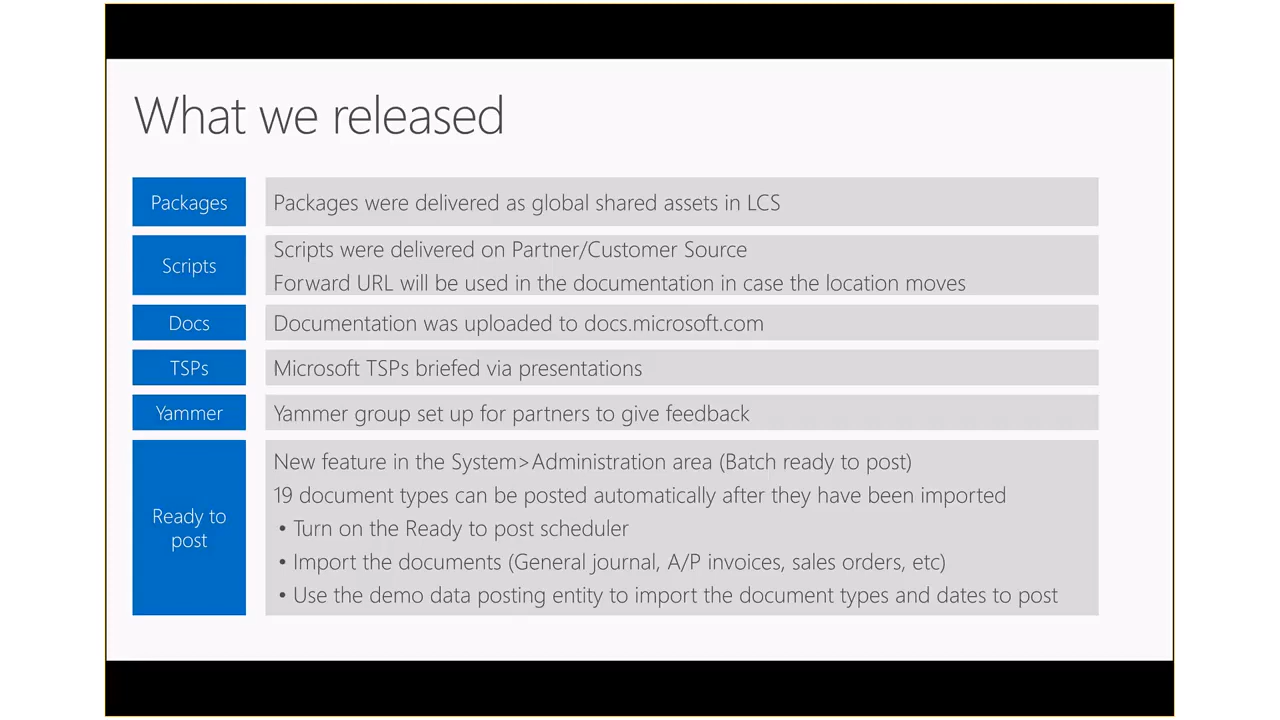 What we released
Packages
Packages were delivered as global shared assets in LCS
Scripts
Scripts were delivered on Partner/Customer Source
Forward URL will be used in the documentation in case the location moves
Docs
Documentation was uploaded to docs.microsoft.com
TSPs
Microsoft TSPs briefed via presentations
Yammer
Yammer group set up for partners to give feedback
Ready to
post
New feature in the System>Administration area (Batch ready to post)
19 document types can be posted automatically after they have been imported
• Turn on the Ready to post scheduler
• Import the documents (General journal, A/P invoices, sales orders, etc)
• Use the demo data posting entity to import the document types and dates to post